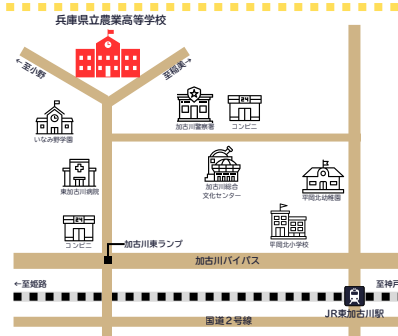 兵庫県立農業高等学校
←至小野
至稲美→
いなみ野学園
加古川警察署
コンビニ
24
東加古川病院
加古川総合
文化センター
平岡北幼稚園
コンビニ
24
平岡北小学校
加古川東ランプ
加古川バイパス
←至姫路
至神戸
JR東加古川駅
国道2号線